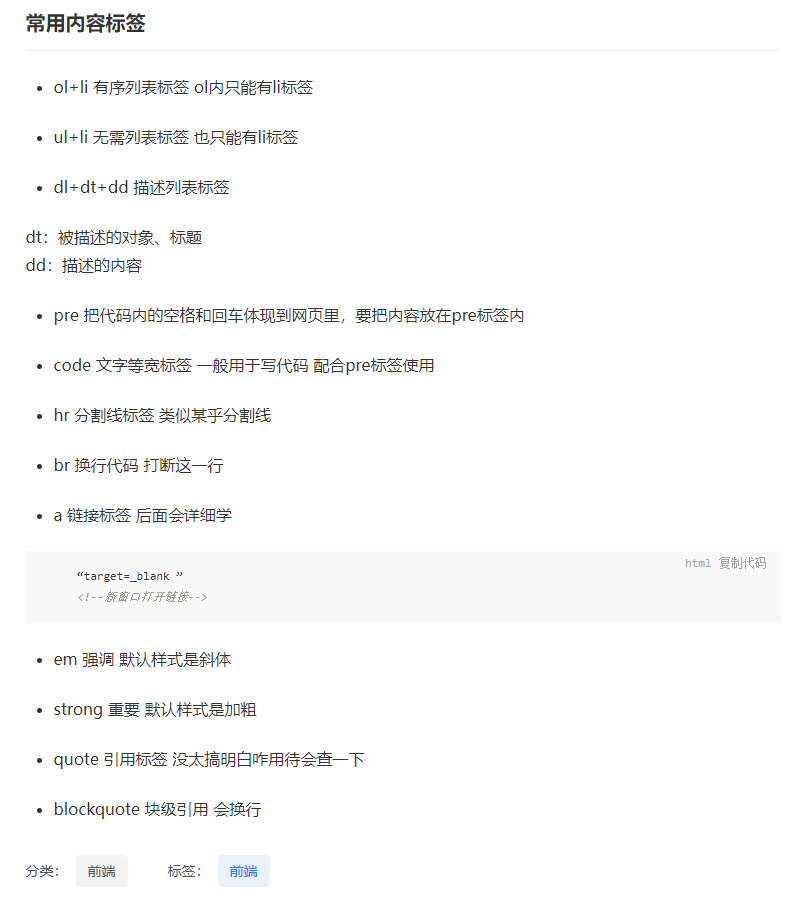 常用内容标签
ol+li 有序列表标签 ol内只能有li标签
ul+li 无需列表标签 也只能有li标签
dl+dt+dd 描述列表标签
dt：被描述的对象、标题
dd：描述的内容
pre 把代码内的空格和回车体现到网页里，要把内容放在pre标签内
code 文字等宽标签 一般用于写代码 配合pre标签使用
hr 分割线标签 类似某乎分割线
br 换行代码 打断这一行
a 链接标签 后面会详细学
html 复制代码
“target=_blank ”
<!--新窗口打开链接-->
em 强调 默认样式是斜体
strong 重要 默认样式是加粗
quote 引用标签 没太搞明白咋用待会查一下
blockquote 块级引用 会换行
分类： 前端 标签： 前端